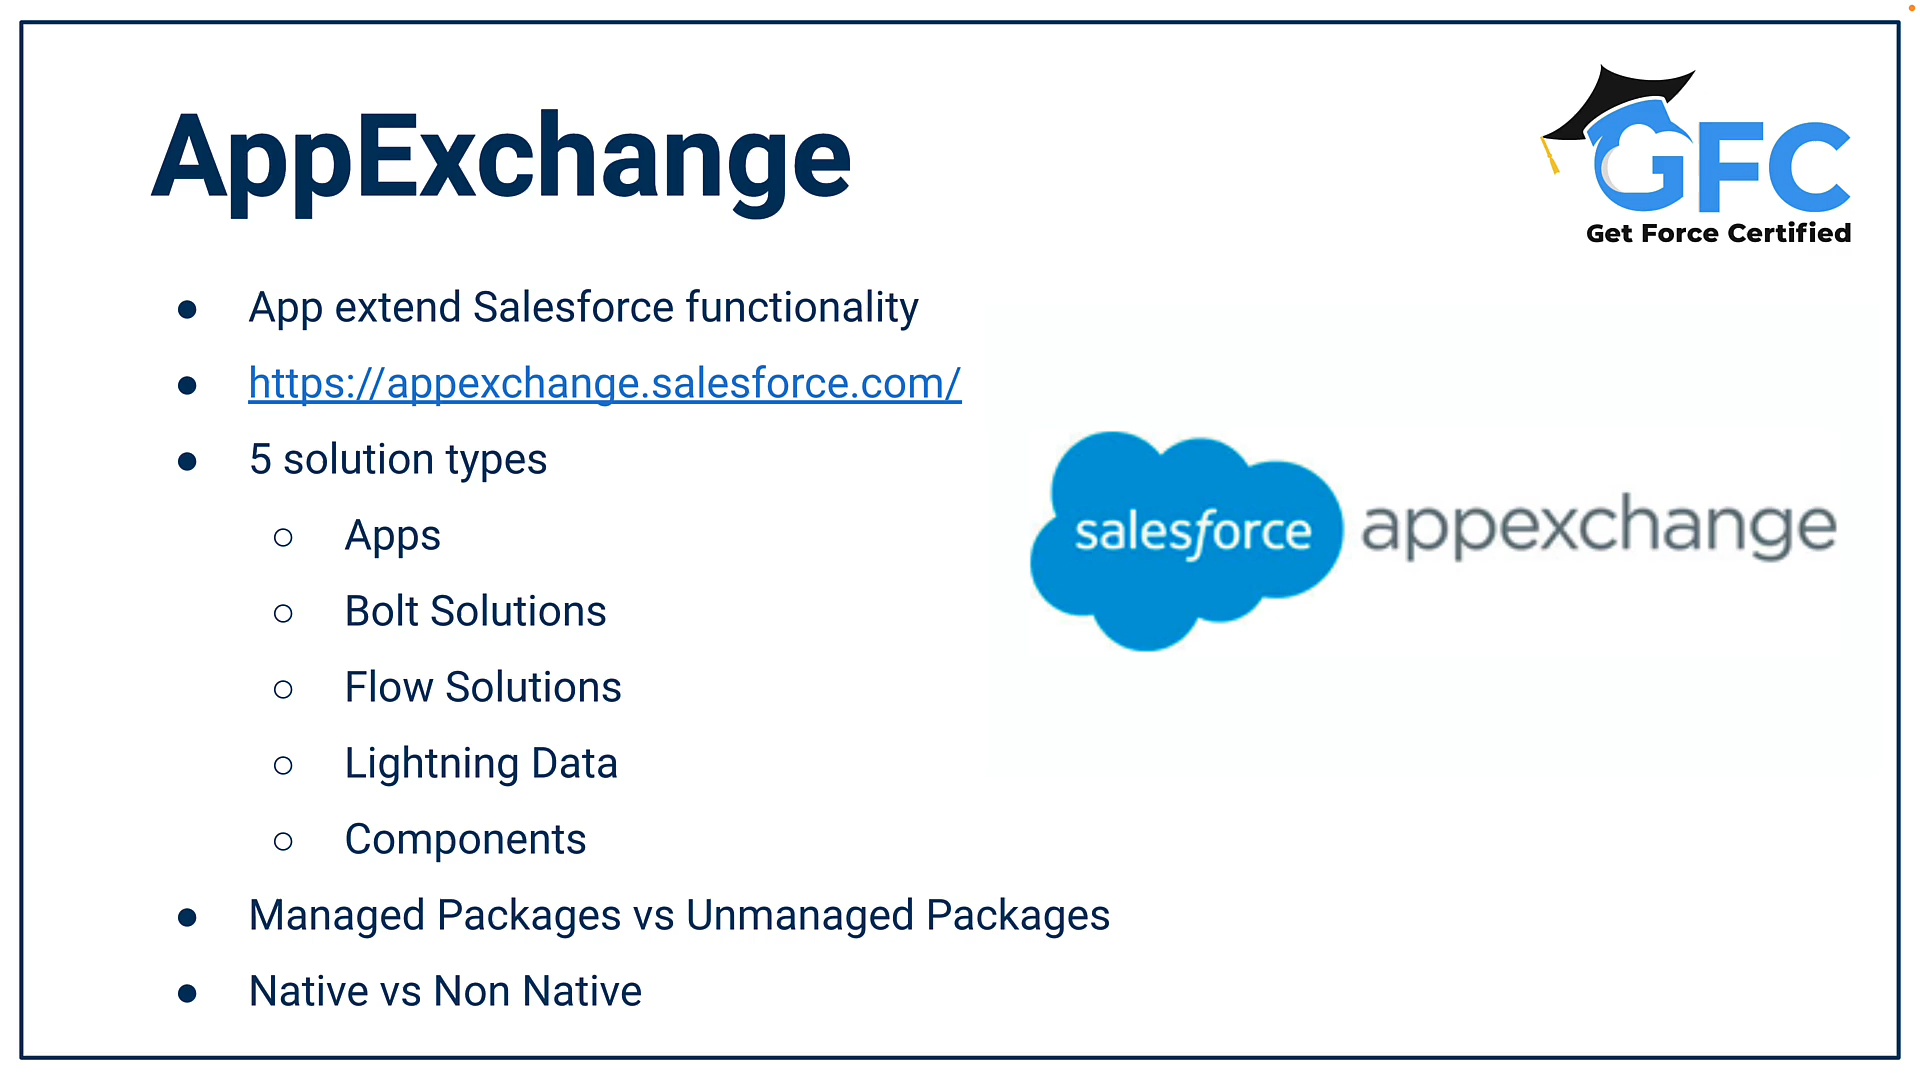 AppExchange
GFC
Get Force Certified
● App extend Salesforce functionality
● https://appexchange.salesforce.com/
● 5 solution types
○ Apps
○ Bolt Solutions
○ Flow Solutions
○ Lightning Data
○ Components
salesforce appexchange
● Managed Packages vs Unmanaged Packages
● Native vs Non Native